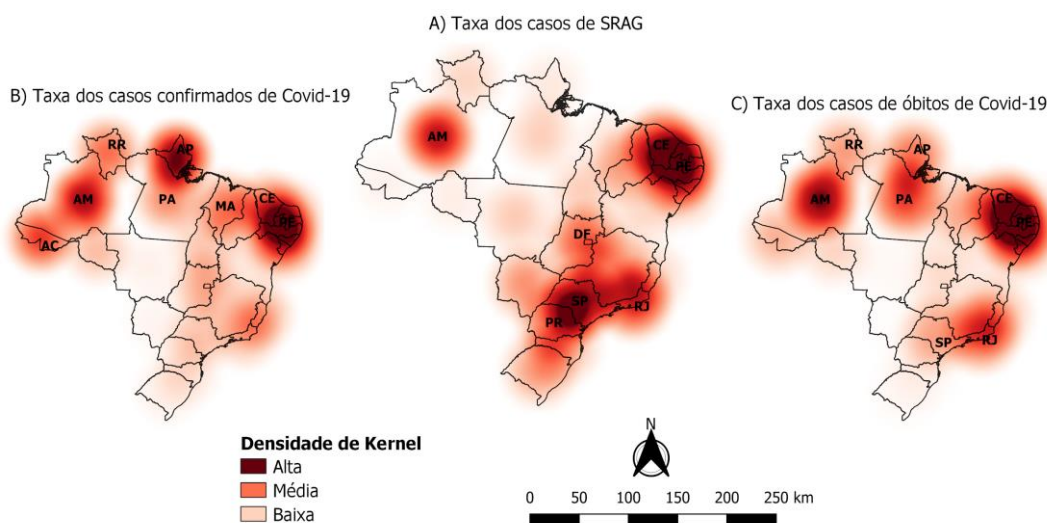 A) Taxa dos casos de SRAG
AM
CE
PE
DF
SP
PR
RJ
B) Taxa dos casos confirmados de Covid-19
RR
AP
AM
PA
MA
CE
PE
AC
C) Taxa dos casos de óbitos de Covid-19
RR
AP
AM
PA
CE
PE
SP
RJ
Densidade de Kernel
Alta
Média
Baixa
N
0 50 100 150 200 250 km